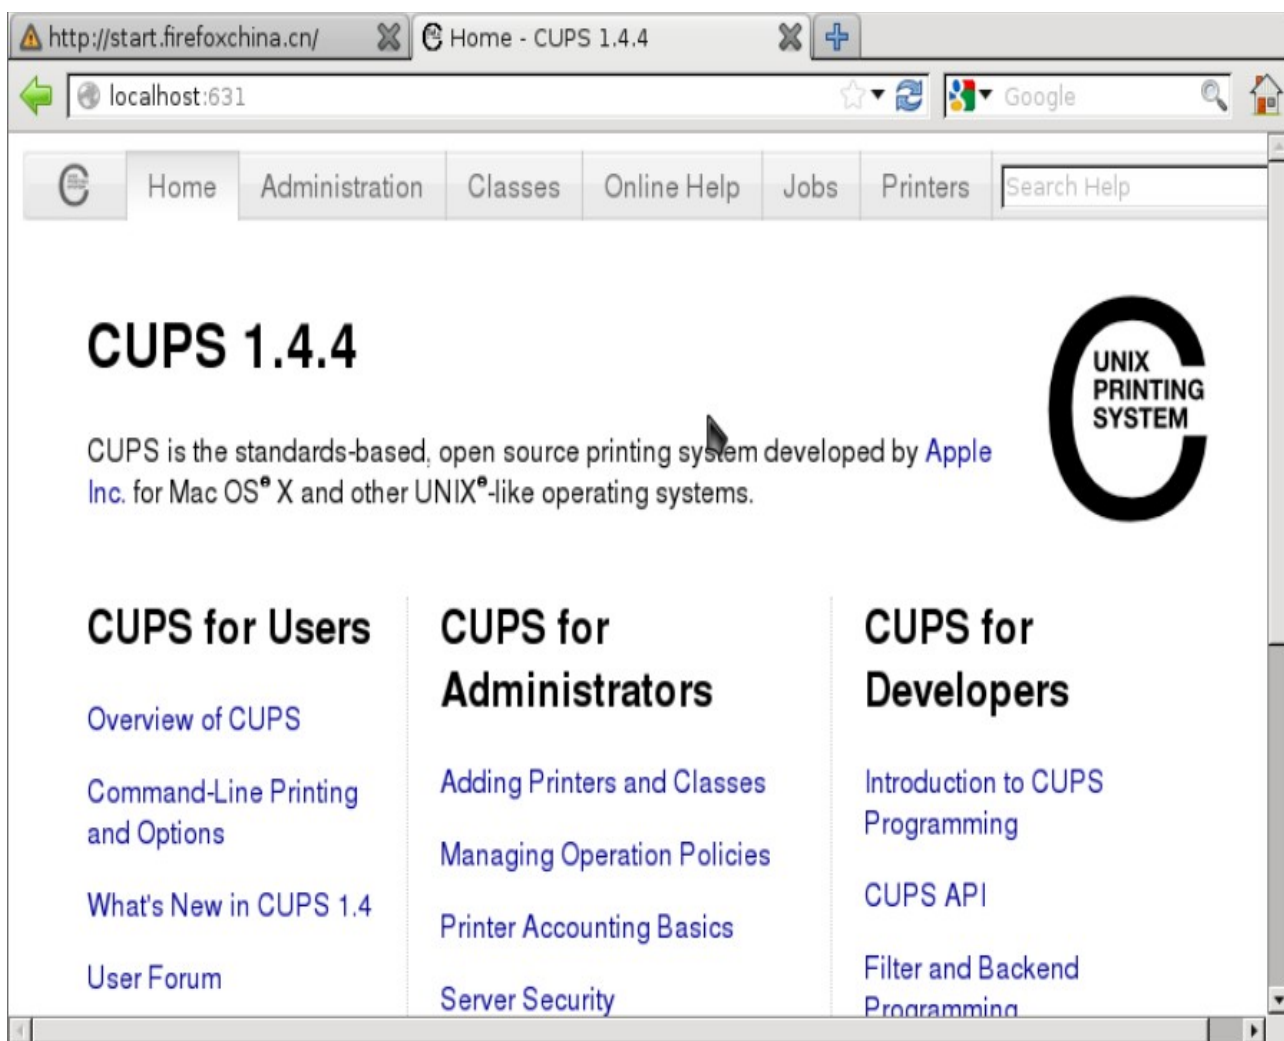 http://start.firefoxchina.cn/ Home - CUPS 1.4.4
localhost:631 Google
Home Administration Classes Online Help Jobs Printers Search Help
CUPS 1.4.4
UNIX
PRINTING
SYSTEM
CUPS is the standards-based, open source printing system developed by Apple
Inc. for Mac OS® X and other UNIX®-like operating systems.
CUPS for Users
Overview of CUPS
Command-Line Printing
and Options
What's New in CUPS 1.4
User Forum
CUPS for
Administrators
Adding Printers and Classes
Managing Operation Policies
Printer Accounting Basics
Server Security
CUPS for
Developers
Introduction to CUPS
Programming
CUPS API
Filter and Backend
Programming